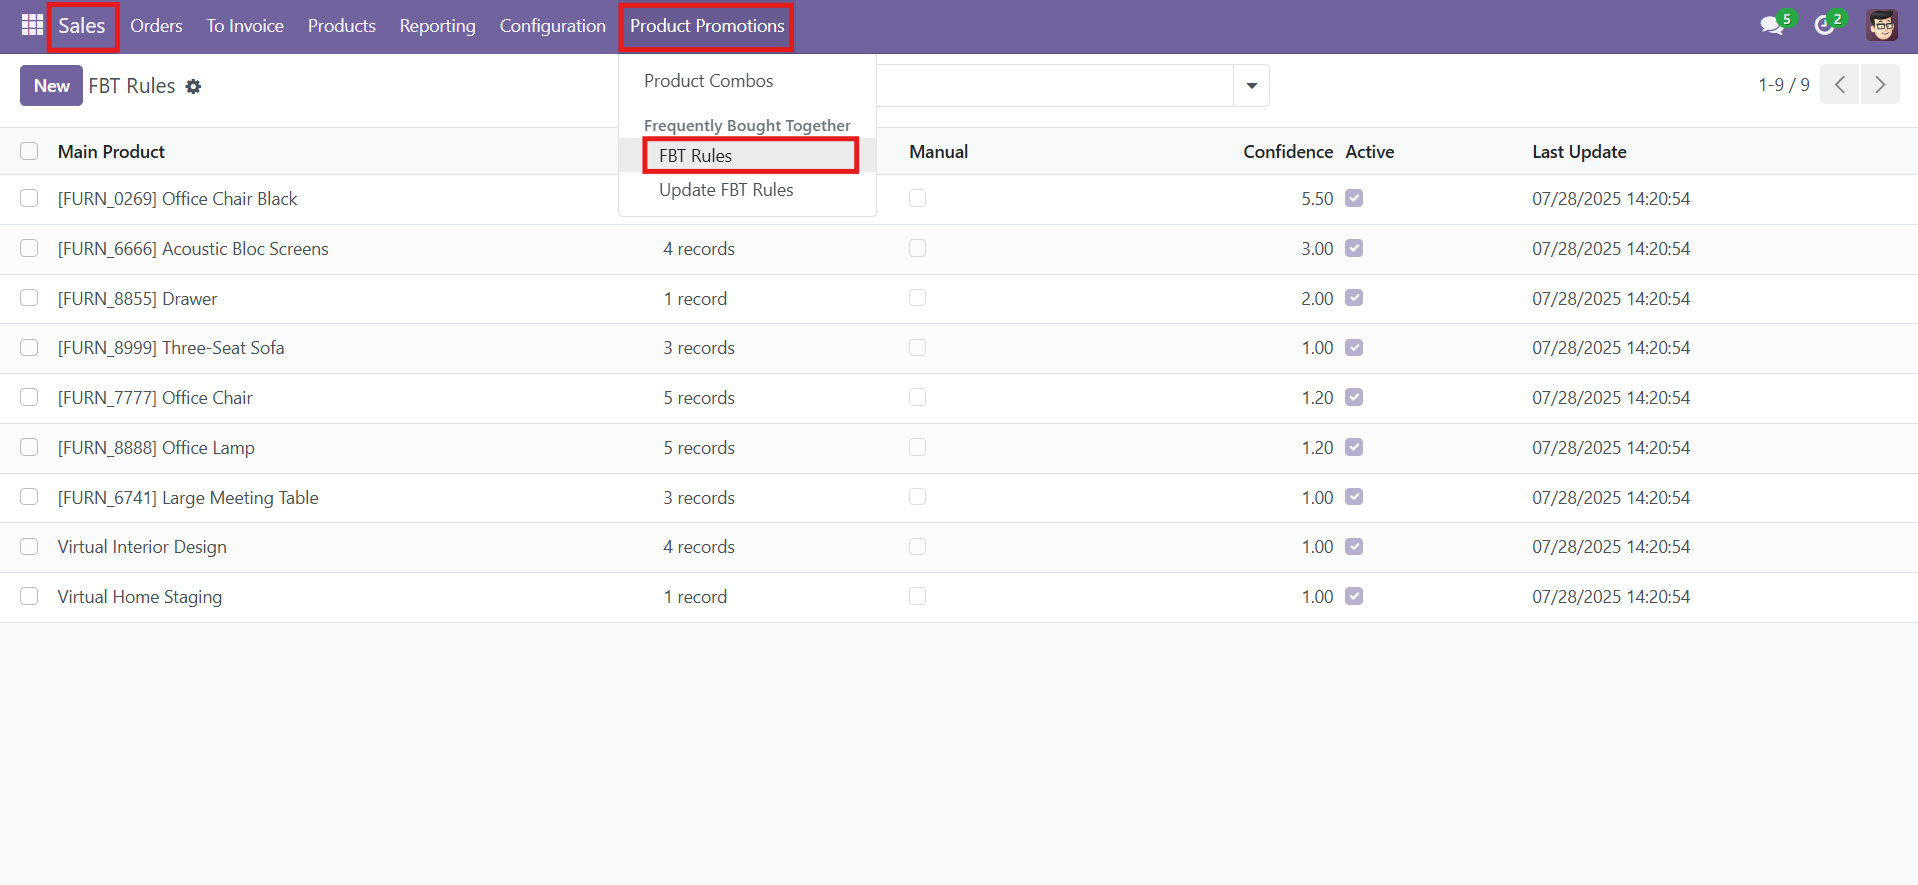 Sales Orders To Invoice Products Reporting Configuration Product Promotions 5 2
New FBT Rules 1-9 / 9
Product Combos
Frequently Bought Together
FBT Rules
Update FBT Rules
Main Product Manual Confidence Active Last Update
[FURN_0269] Office Chair Black 5.50 07/28/2025 14:20:54
[FURN_6666] Acoustic Bloc Screens 4 records 3.00 07/28/2025 14:20:54
[FURN_8855] Drawer 1 record 2.00 07/28/2025 14:20:54
[FURN_8999] Three-Seat Sofa 3 records 1.00 07/28/2025 14:20:54
[FURN_7777] Office Chair 5 records 1.20 07/28/2025 14:20:54
[FURN_8888] Office Lamp 5 records 1.20 07/28/2025 14:20:54
[FURN_6741] Large Meeting Table 3 records 1.00 07/28/2025 14:20:54
Virtual Interior Design 4 records 1.00 07/28/2025 14:20:54
Virtual Home Staging 1 record 1.00 07/28/2025 14:20:54